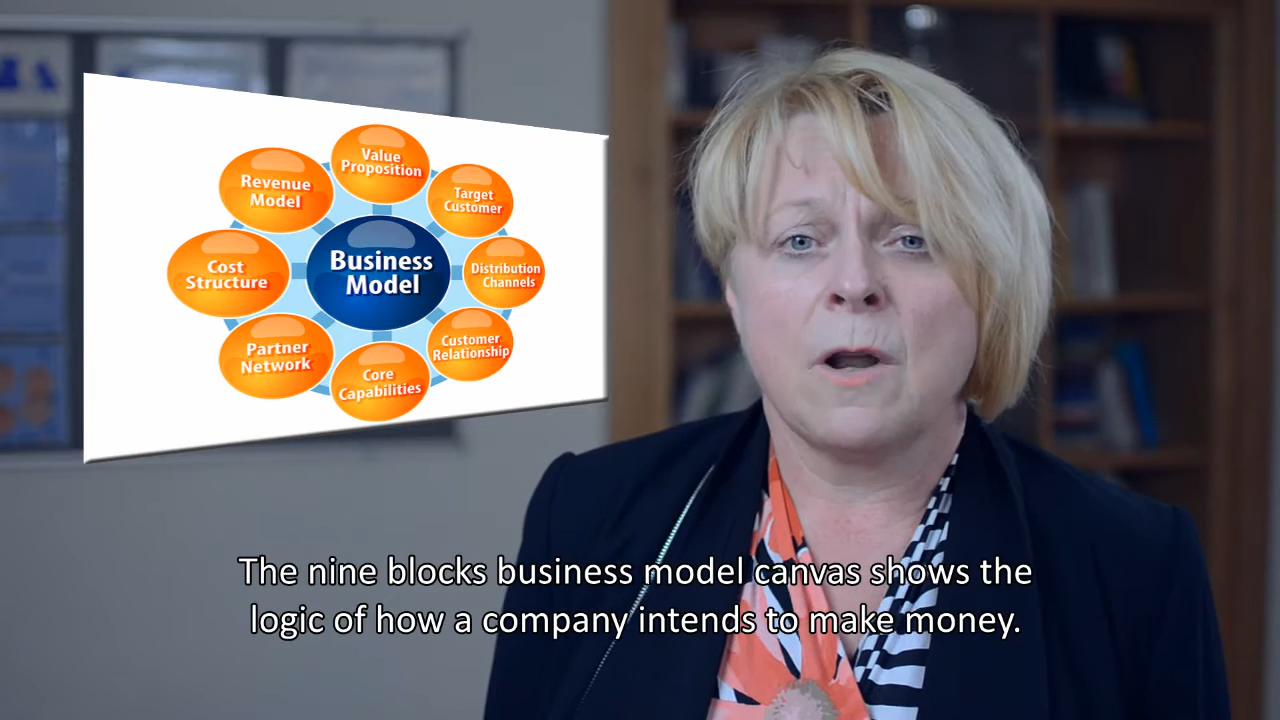 Value
Proposition
Revenue
Model
Target
Customer
Business
Model
Cost
Structure
Distribution
Channels
Partner
Network
Customer
Relationship
Core
Capabilities
The nine blocks business model canvas shows the
logic of how a company intends to make money.